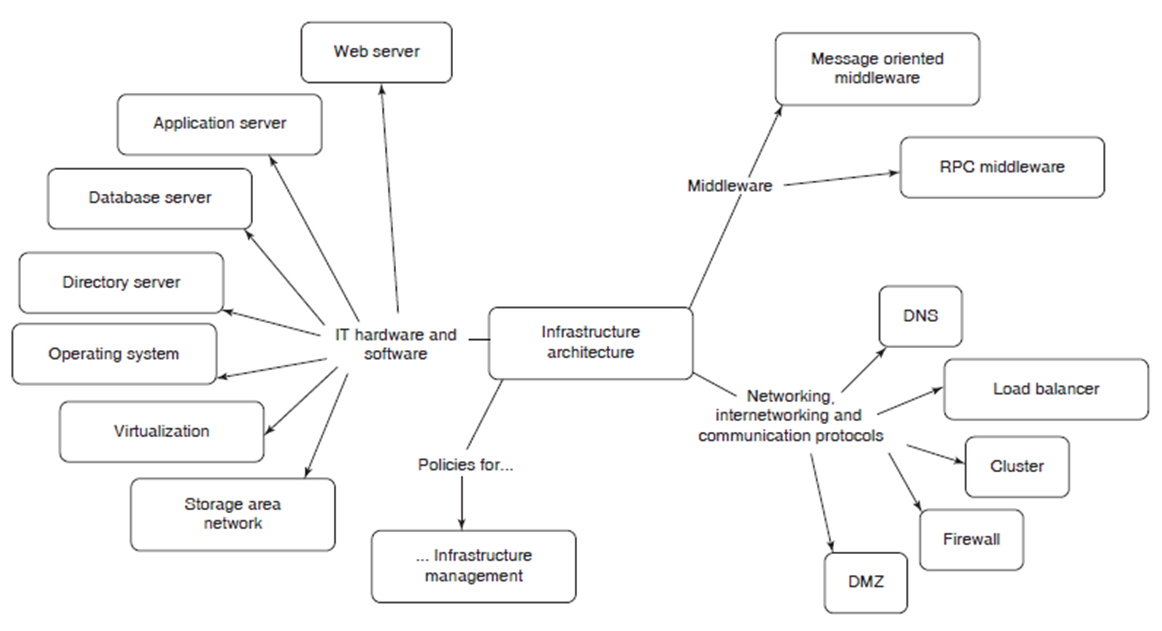 Web server
Message oriented
middleware
Application server
RPC middleware
Middleware
Database server
Directory server
DNS
IT hardware and
software
Infrastructure
architecture
Operating system
Load balancer
Networking,
internetworking and
communication protocols
Virtualization
Policies for...
Cluster
Storage area
network
Firewall
... Infrastructure
management
DMZ